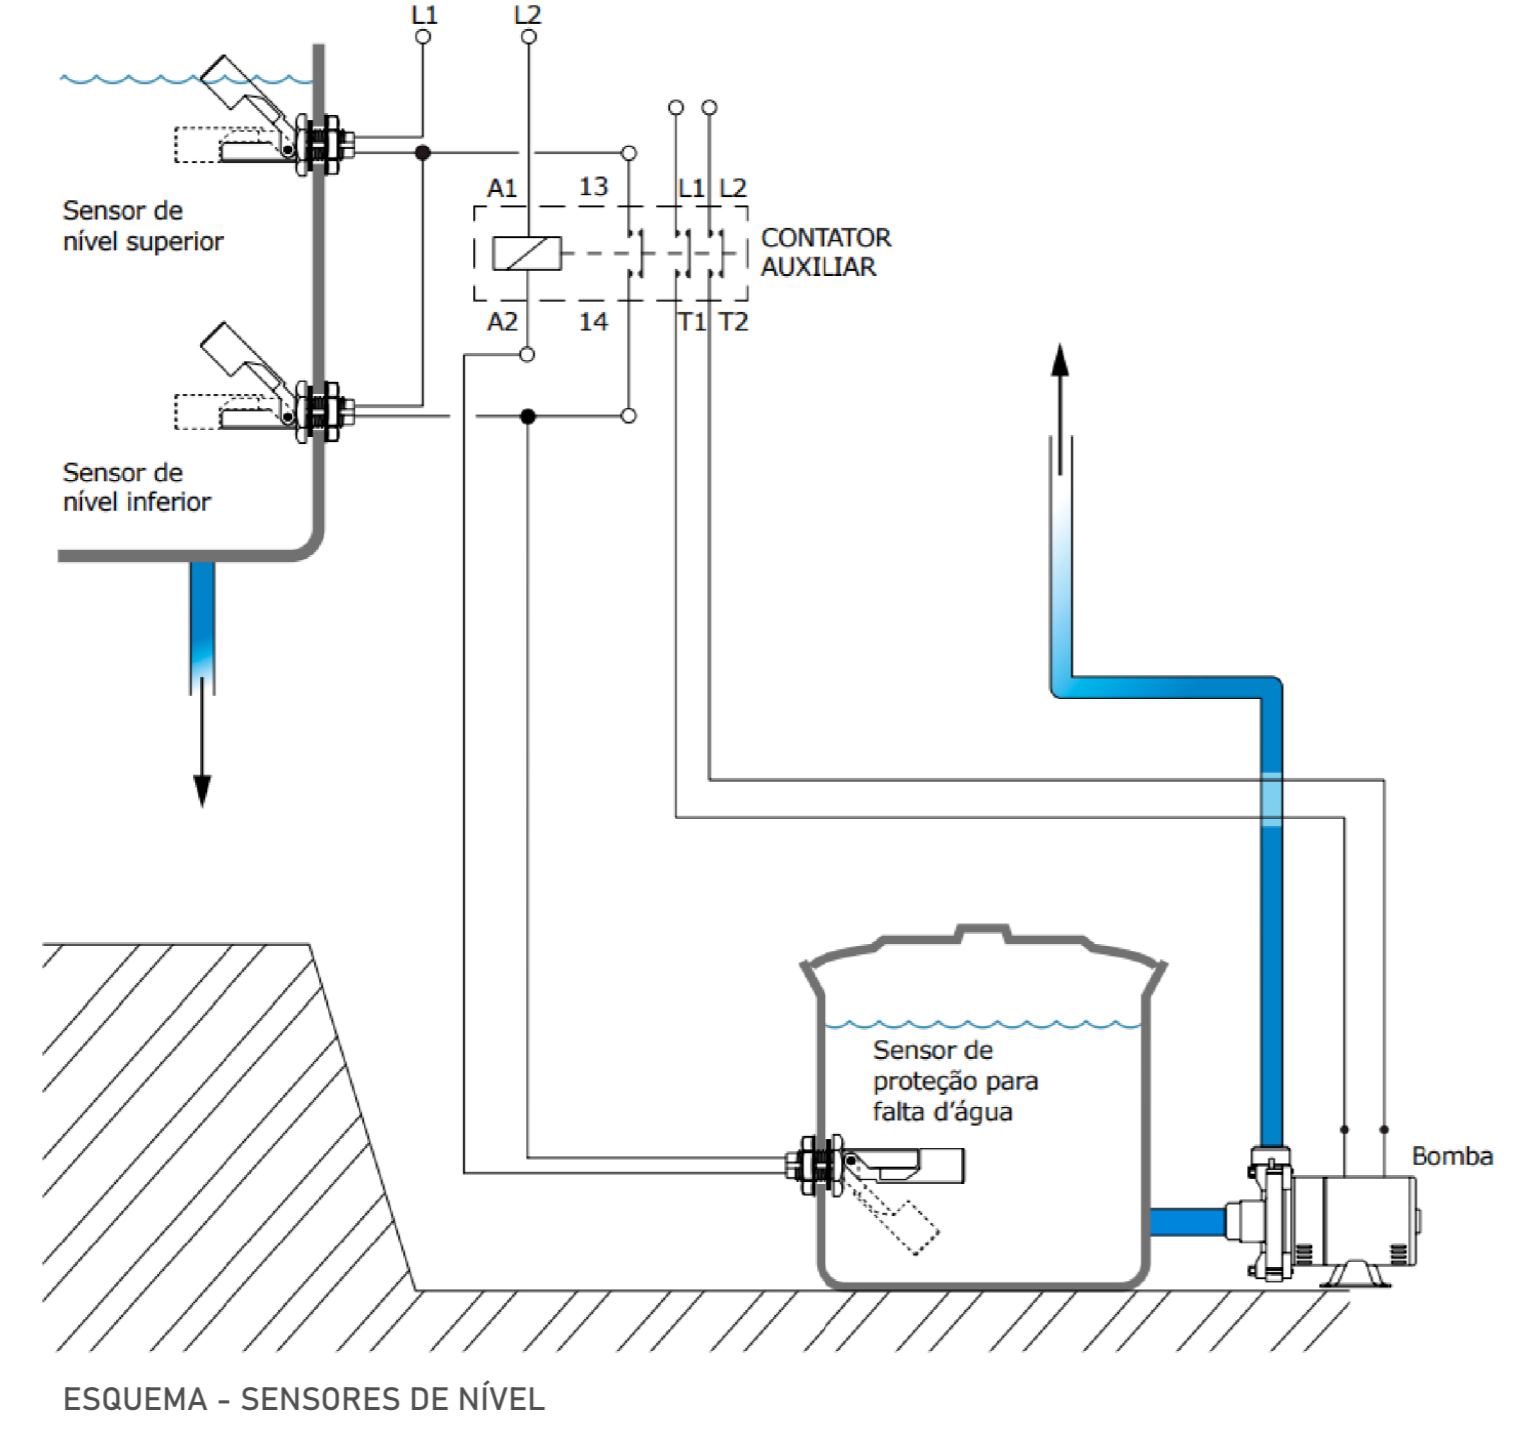 L1
L2
A1
13
L1
L2
Sensor de
nível superior
CONTATOR
AUXILIAR
A2
14
T1
T2
Sensor de
nível inferior
Sensor de
proteção para
falta d’água
Bomba
ESQUEMA - SENSORES DE NÍVEL